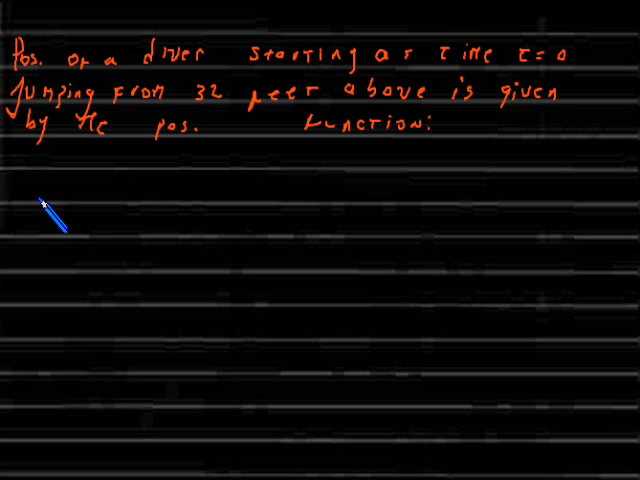 Pos. of a diver starting at time t=0
jumping from 32 feet above is given
by the pos. function: